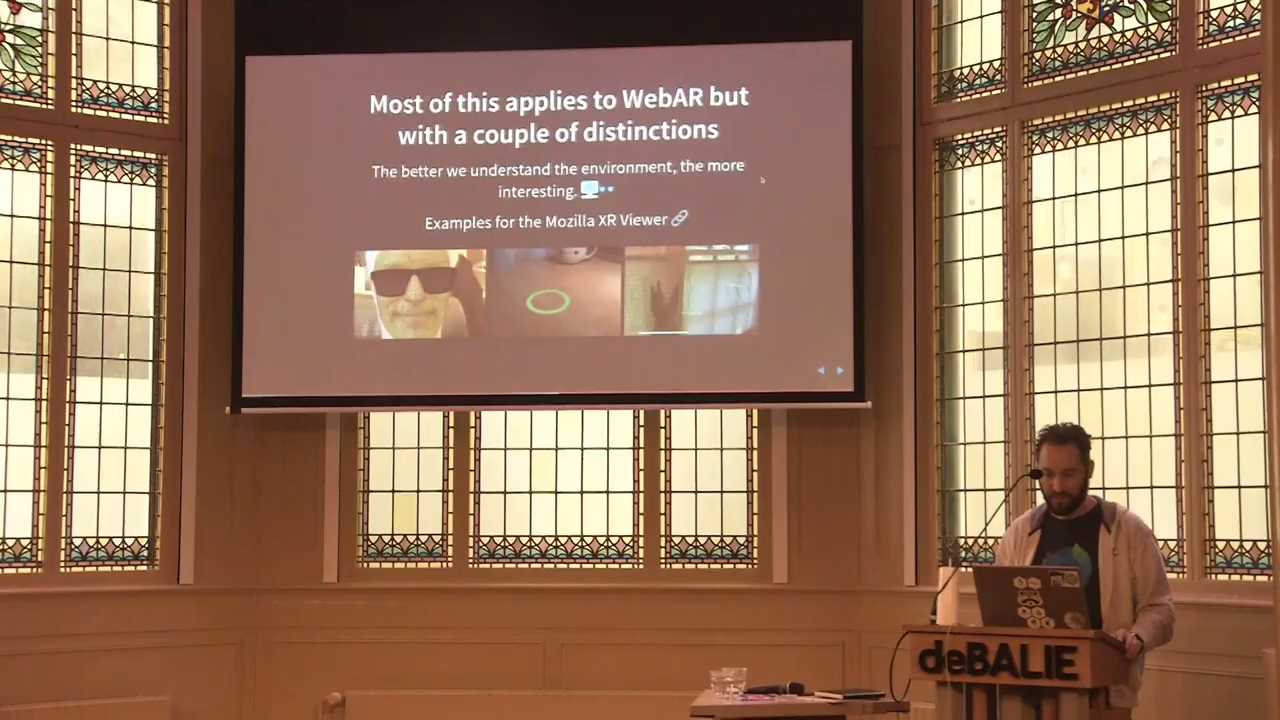 Most of this applies to WebAR but
with a couple of distinctions
The better we understand the environment, the more
interesting.
Examples for the Mozilla XR Viewer
deBALIE